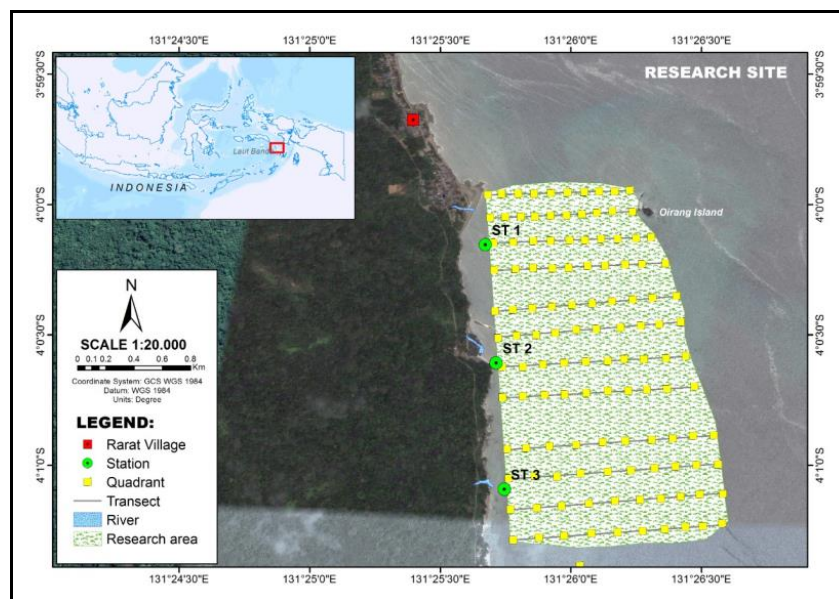 131°24'30"E 131°25'0"E 131°25'30"E 131°26'0"E 131°26'30"E
RESEARCH SITE
3°59'30"S
3°59'30"S
Laut Banda
INDONESIA
4°0'0"S
4°0'0"S
Oirang Island
ST 1
N
SCALE 1:20.000
0 0.1 0.2 0.4 0.6 0.8
Km
Coordinate System: GCS WGS 1984
Datum: WGS 1984
Units: Degree
4°0'30"S
4°0'30"S
ST 2
LEGEND:
Rarat Village
Station
Quadrant
Transect
River
Research area
4°1'0"S
4°1'0"S
ST 3
131°24'30"E 131°25'0"E 131°25'30"E 131°26'0"E 131°26'30"E